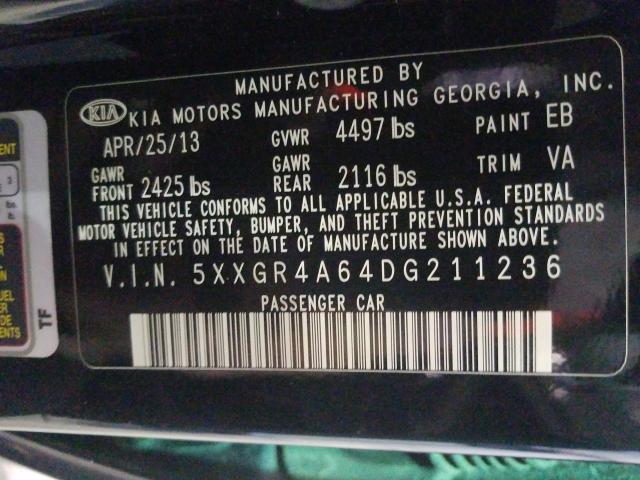 MANUFACTURED BY
KIA KIA MOTORS MANUFACTURING GEORGIA, INC.
APR/25/13 GVWR 4497 lbs PAINT EB
GAWR FRONT 2425 lbs GAWR REAR 2116 lbs TRIM VA
THIS VEHICLE CONFORMS TO ALL APPLICABLE U.S.A. FEDERAL
MOTOR VEHICLE SAFETY, BUMPER, AND THEFT PREVENTION STANDARDS
IN EFFECT ON THE DATE OF MANUFACTURE SHOWN ABOVE.
V.I.N. 5XXGR4A64DG211236
PASSENGER CAR
TF